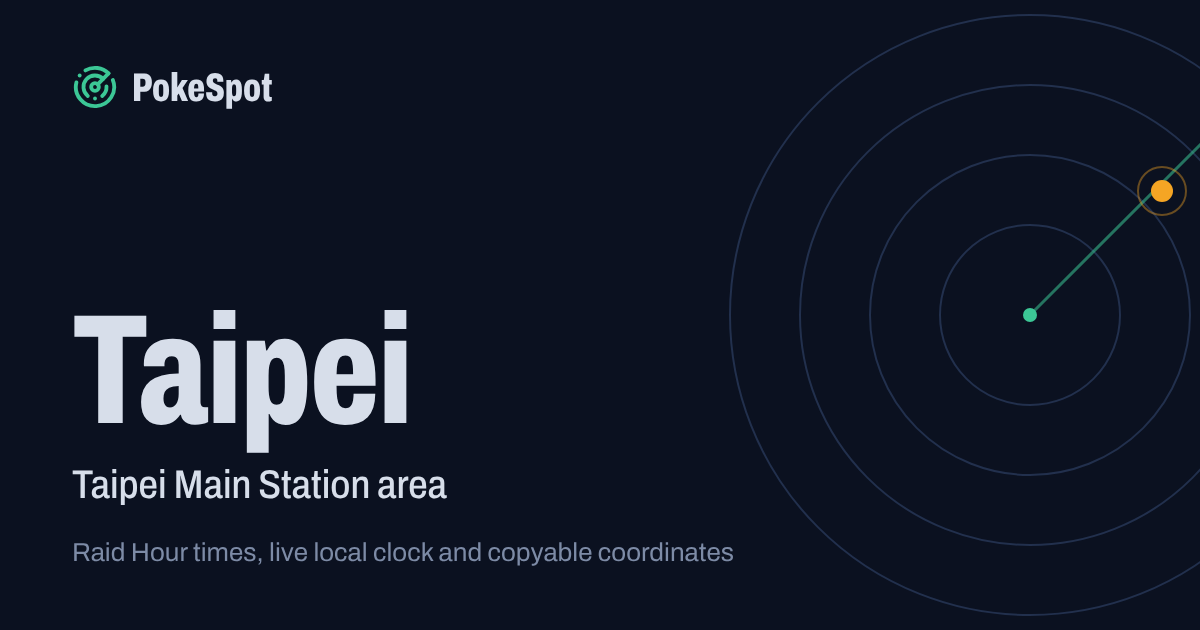 PokeSpot
Taipei
Taipei Main Station area
Raid Hour times, live local clock and copyable coordinates